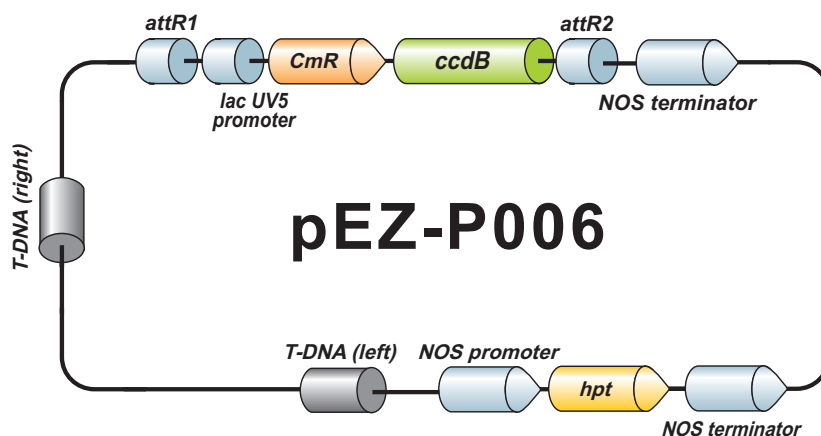 attR1
attR2
CmR
ccdB
lac UV5
promoter
NOS terminator
T-DNA (right)
pEZ-P006
T-DNA (left)
NOS promoter
hpt
NOS terminator